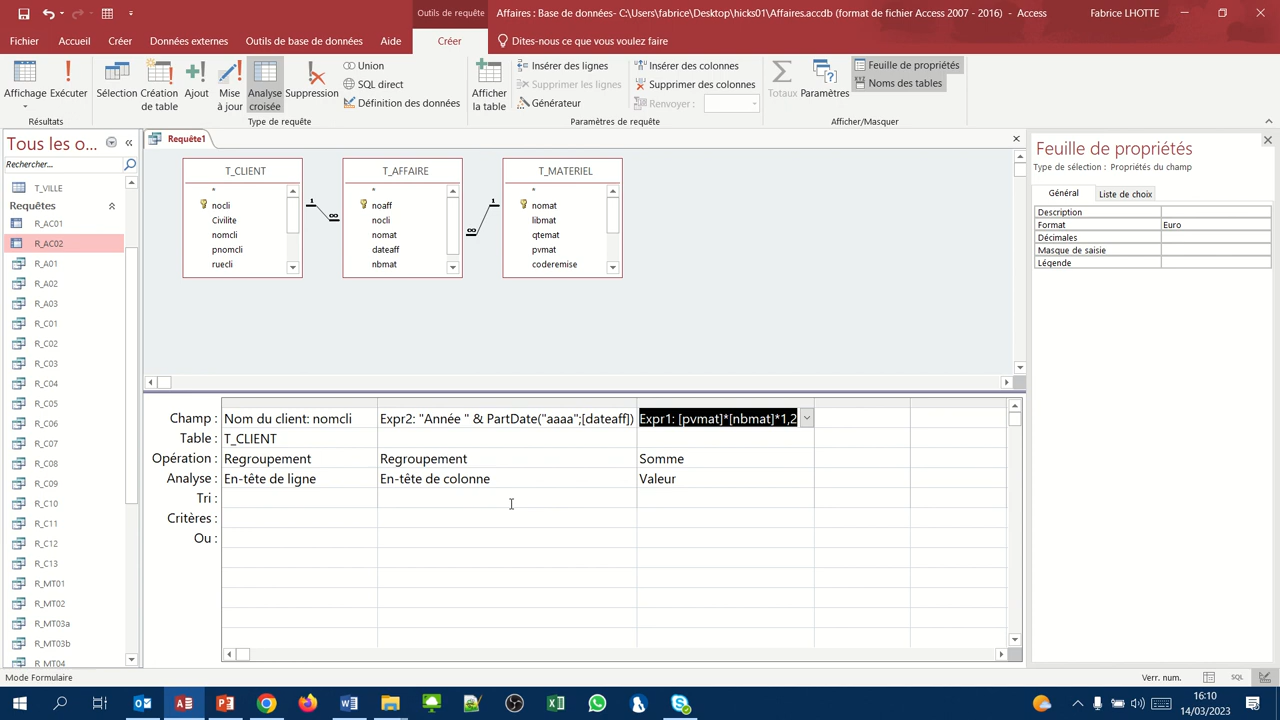 Outils de requête
Affaires : Base de données- C:\Users\fabrice\Desktop\hicks01\Affaires.accdb (format de fichier Access 2007 - 2016) - Access
Fabrice LHOTTE
Fichier
Accueil
Créer
Données externes
Outils de base de données
Aide
Créer
Dites-nous ce que vous voulez faire
Affichage
Exécuter
Sélection
Création de table
Ajout
Mise à jour
Analyse croisée
Suppression
Union
SQL direct
Définition des données
Afficher la table
Insérer des lignes
Supprimer les lignes
Générateur
Insérer des colonnes
Supprimer des colonnes
Renvoyer :
Totaux
Paramètres
Feuille de propriétés
Noms des tables
Résultats
Type de requête
Paramètres de requête
Afficher/Masquer
Tous les o...
Rechercher...
T_VILLE
Requêtes
R_AC01
R_AC02
R_A01
R_A02
R_A03
R_C01
R_C02
R_C03
R_C04
R_C05
R_C06
R_C07
R_C08
R_C09
R_C10
R_C11
R_C12
R_C13
R_MT01
R_MT02
R_MT03a
R_MT03b
R_MT04
Requête1
T_CLIENT
*
nocli
Civilite
nomcli
pnomcli
ruecli
1
∞
T_AFFAIRE
*
noaff
nocli
nomat
dateaff
nbmat
∞
1
T_MATERIEL
*
nomat
libmat
qtemat
pvmat
coderemise
Champ : Nom du client: nomcli Expr2: "Année " & PartDate("aaaa";[dateaff]) Expr1: [pvmat]*[nbmat]*1,2
Table : T_CLIENT
Opération : Regroupement Regroupement Somme
Analyse : En-tête de ligne En-tête de colonne Valeur
Tri :
Critères :
Ou :
Feuille de propriétés
Type de sélection : Propriétés du champ
Général
Liste de choix
Description
Format Euro
Décimales
Masque de saisie
Légende
Mode Formulaire
Verr. num.
SQL
16:10
14/03/2023